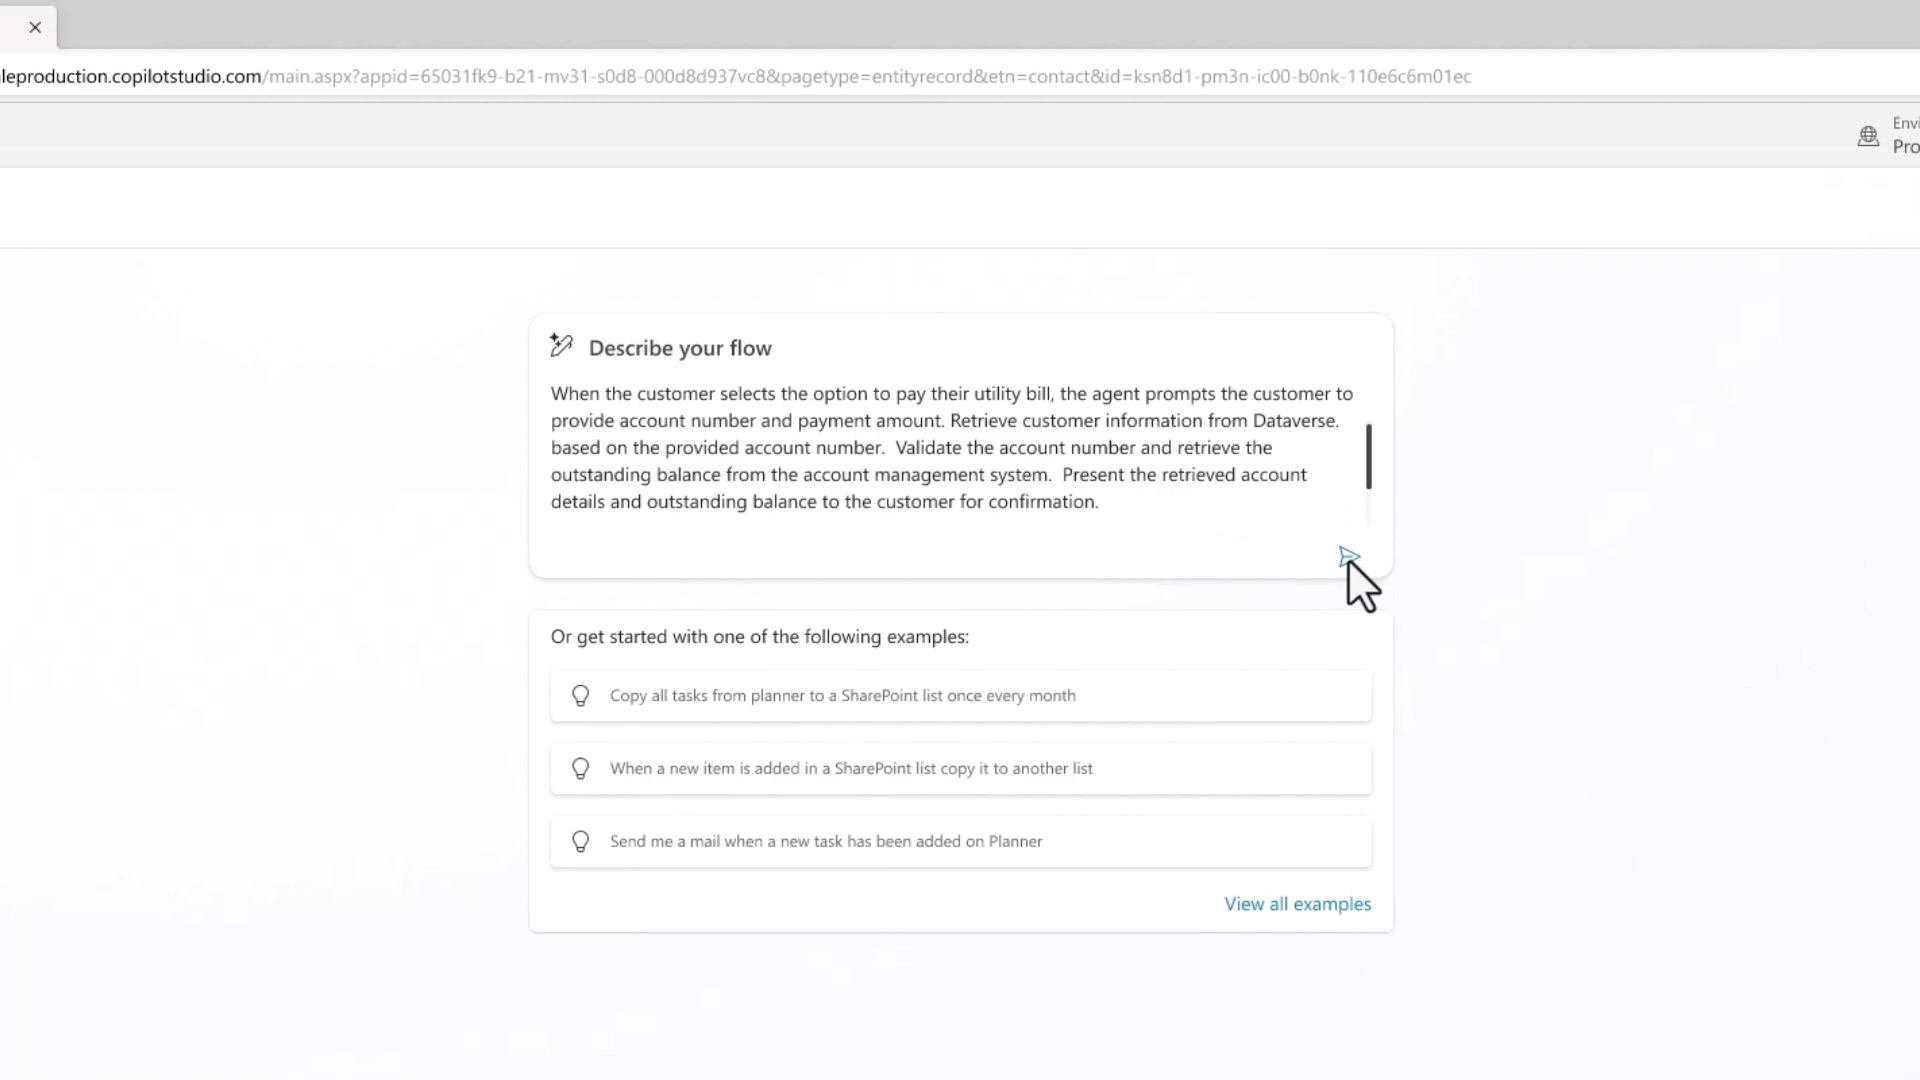 leproduction.copilotstudio.com/main.aspx?appid=65031fk9-b21-mv31-s0d8-000d8d937vc8&pagetype=entityrecord&etn=contact&id=ksn8d1-pm3n-ic00-b0nk-110e6c6m01ec
Envi
Pro
Describe your flow
When the customer selects the option to pay their utility bill, the agent prompts the customer to
provide account number and payment amount. Retrieve customer information from Dataverse.
based on the provided account number.  Validate the account number and retrieve the
outstanding balance from the account management system.  Present the retrieved account
details and outstanding balance to the customer for confirmation.
Or get started with one of the following examples:
Copy all tasks from planner to a SharePoint list once every month
When a new item is added in a SharePoint list copy it to another list
Send me a mail when a new task has been added on Planner
View all examples